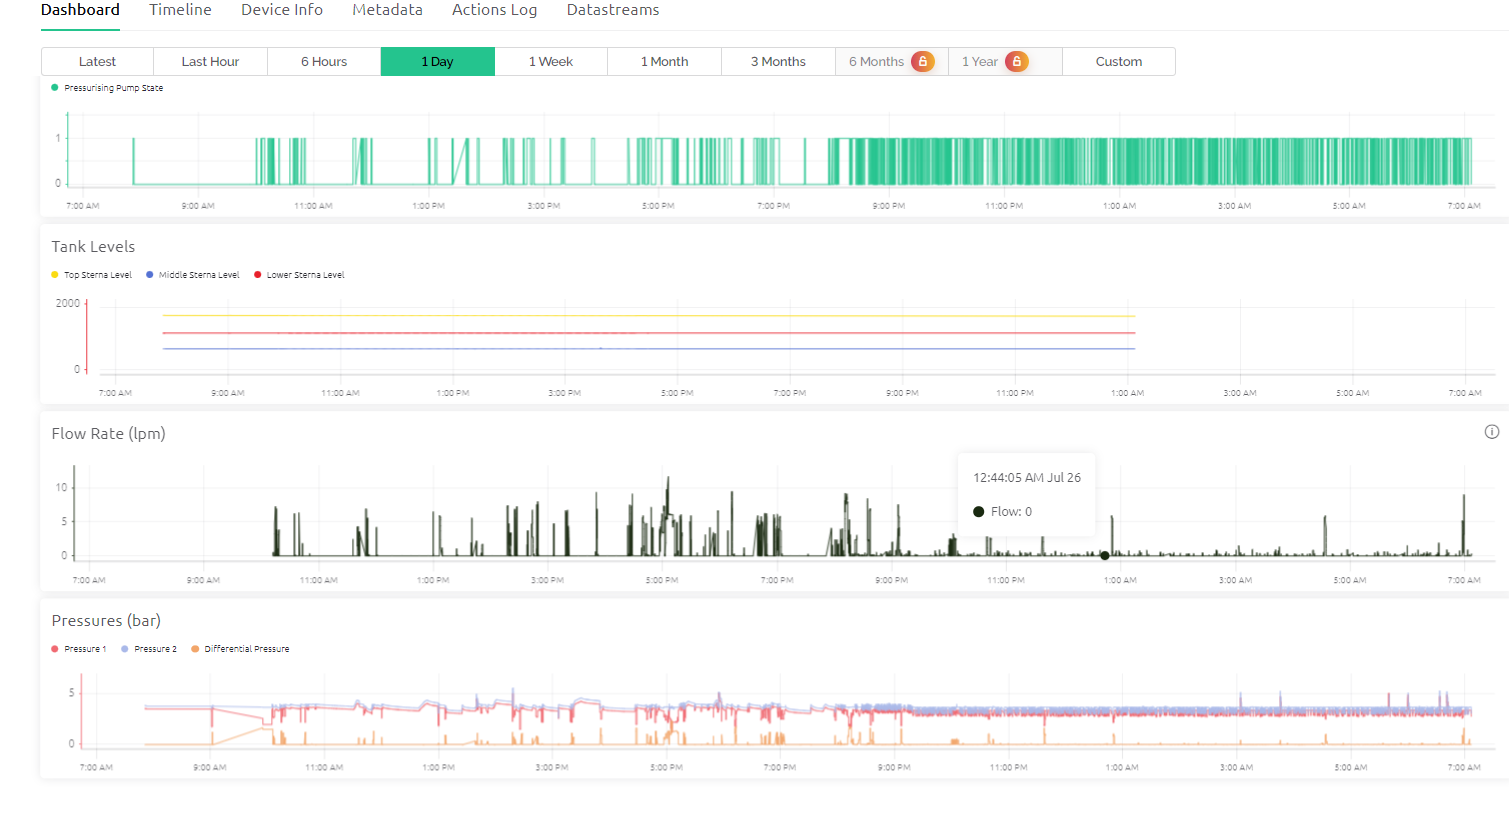 Dashboard Timeline Device Info Metadata Actions Log Datastreams
Latest Last Hour 6 Hours 1 Day 1 Week 1 Month 3 Months 6 Months 1 Year Custom
Pressurising Pump State
1
0
7:00 AM 9:00 AM 11:00 AM 1:00 PM 3:00 PM 5:00 PM 7:00 PM 9:00 PM 11:00 PM 1:00 AM 3:00 AM 5:00 AM 7:00 AM
Tank Levels
Top Sterna Level Middle Sterna Level Lower Sterna Level
2000
0
7:00 AM 9:00 AM 11:00 AM 1:00 PM 3:00 PM 5:00 PM 7:00 PM 9:00 PM 11:00 PM 1:00 AM 3:00 AM 5:00 AM 7:00 AM
Flow Rate (lpm)
12:44:05 AM Jul 26
10
Flow: 0
5
0
7:00 AM 9:00 AM 11:00 AM 1:00 PM 3:00 PM 5:00 PM 7:00 PM 9:00 PM 11:00 PM 1:00 AM 3:00 AM 5:00 AM 7:00 AM
Pressures (bar)
Pressure 1 Pressure 2 Differential Pressure
5
0
7:00 AM 9:00 AM 11:00 AM 1:00 PM 3:00 PM 5:00 PM 7:00 PM 9:00 PM 11:00 PM 1:00 AM 3:00 AM 5:00 AM 7:00 AM